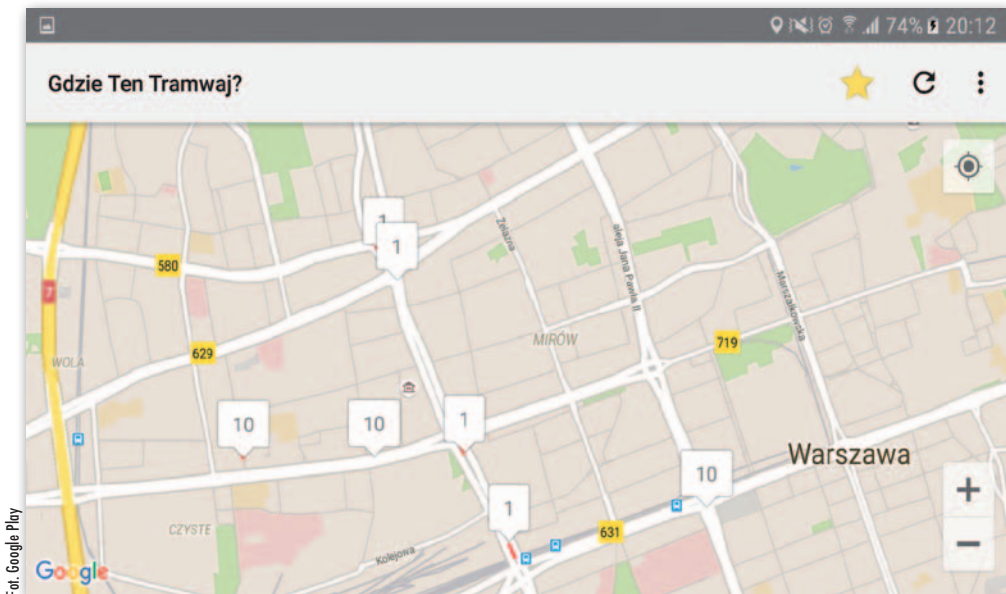 74% 20:12
Gdzie Ten Tramwaj?
1
1
580
Żelazna
aleja Jana Pawła II
Marszałkowska
7
629
MIRÓW
719
WOLA
10
10
1
Warszawa
10
1
CZYSTE
631
Kolejowa
+
−
Google
Fot. Google Play